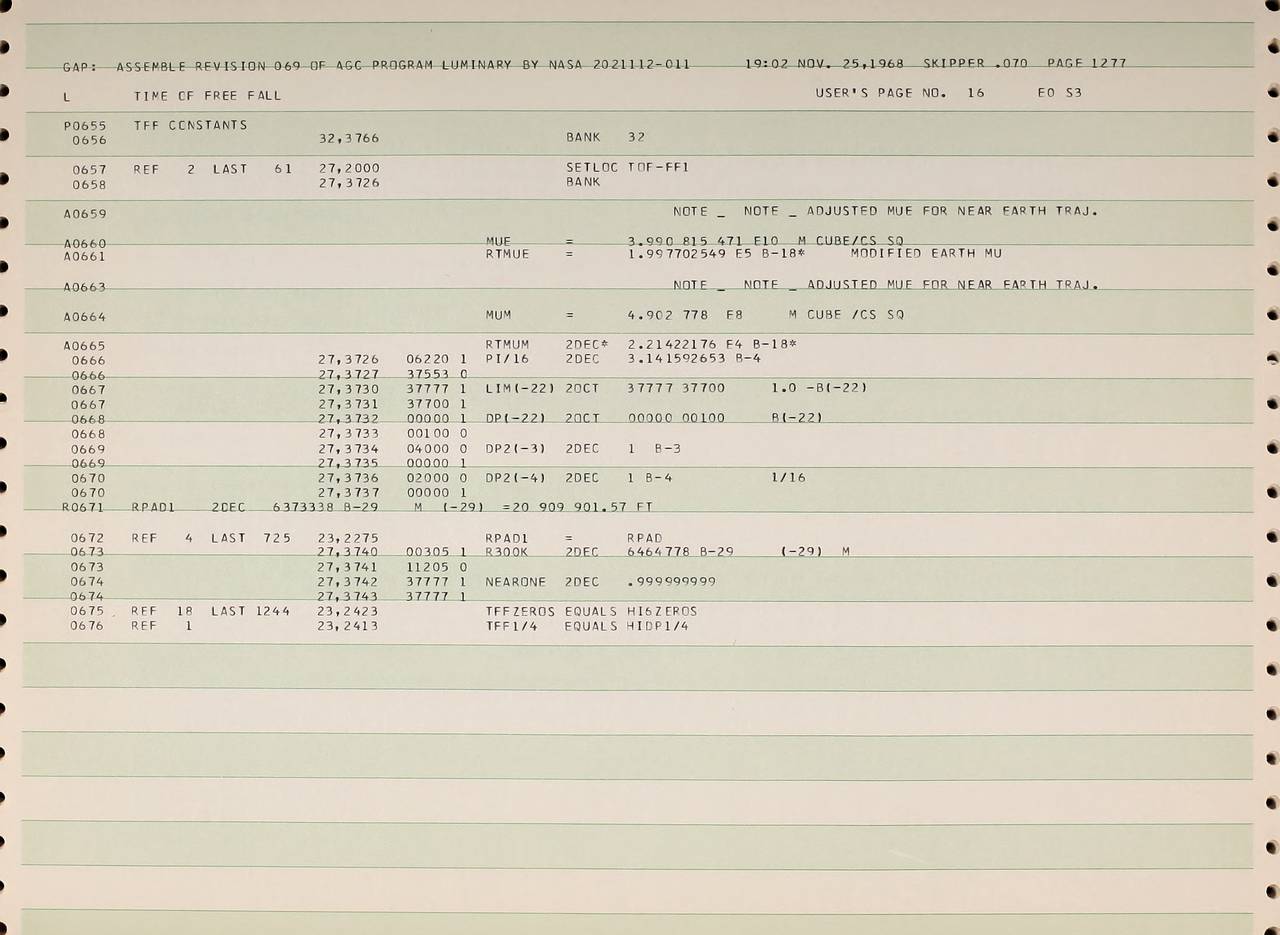 GAP: ASSEMBLE REVISION 069 OF AGC PROGRAM LUMINARY BY NASA 2021112-011 19:02 NOV. 25,1968 SKIPPER .070 PAGE 1277
L TIME OF FREE FALL USER'S PAGE NO. 16 E0 S3
P0655 TFF CONSTANTS
0656 32,3766 BANK 32
0657 REF 2 LAST 61 27,2000 SETLOC TOF-FF1
0658 27,3726 BANK
A0659 NOTE _ NOTE _ ADJUSTED MUE FOR NEAR EARTH TRAJ.
A0660 MUE = 3.990 815 471 E10 M CUBE/CS SQ
A0661 RTMUE = 1.997702549 E5 B-18* MODIFIED EARTH MU
A0663 NOTE _ NOTE _ ADJUSTED MUE FOR NEAR EARTH TRAJ.
A0664 MUM = 4.902 778 E8 M CUBE /CS SQ
A0665 RTMUM 2DEC* 2.21422176 E4 B-18*
0666 27,3726 06220 1 PI/16 2DEC 3.141592653 B-4
0666 27,3727 37553 0
0667 27,3730 37777 1 LIM(-22) 2OCT 37777 37700 1.0 -B(-22)
0667 27,3731 37700 1
0668 27,3732 00000 1 DP(-22) 2OCT 00000 00100 B(-22)
0668 27,3733 00100 0
0669 27,3734 04000 0 DP2(-3) 2DEC 1 B-3
0669 27,3735 00000 1
0670 27,3736 02000 0 DP2(-4) 2DEC 1 B-4 1/16
0670 27,3737 00000 1
R0671 RPAD1 2DEC 6373338 B-29 M (-29) =20 909 901.57 FT
0672 REF 4 LAST 725 23,2275 RPAD1 = RPAD
0673 27,3740 00305 1 R300K 2DEC 6464778 B-29 (-29) M
0673 27,3741 11205 0
0674 27,3742 37777 1 NEARONE 2DEC .999999999
0674 27,3743 37777 1
0675 REF 18 LAST 1244 23,2423 TFFZEROS EQUALS HI6ZEROS
0676 REF 1 23,2413 TFF1/4 EQUALS HIDP1/4